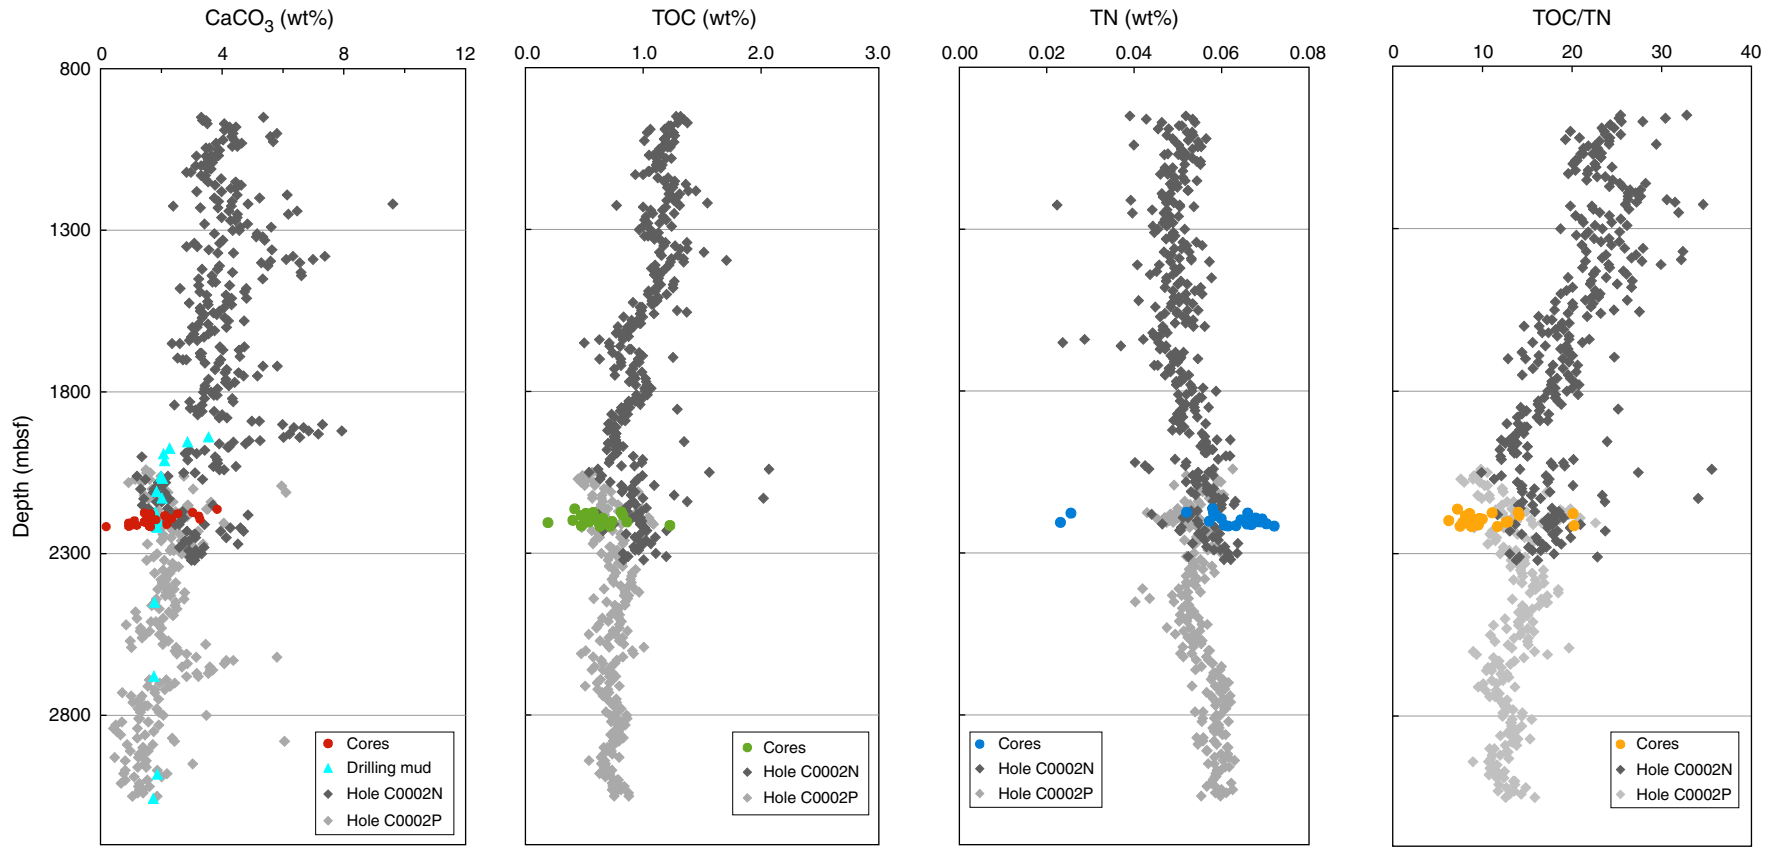 CaCO3 (wt%)
TOC (wt%)
TN (wt%)
TOC/TN
0 4 8 12
0.0 1.0 2.0 3.0
0.00 0.02 0.04 0.06 0.08
0 10 20 30 40
800
1300
1800
2300
2800
Depth (mbsf)
Cores
Drilling mud
Hole C0002N
Hole C0002P
Cores
Hole C0002N
Hole C0002P
Cores
Hole C0002N
Hole C0002P
Cores
Hole C0002N
Hole C0002P